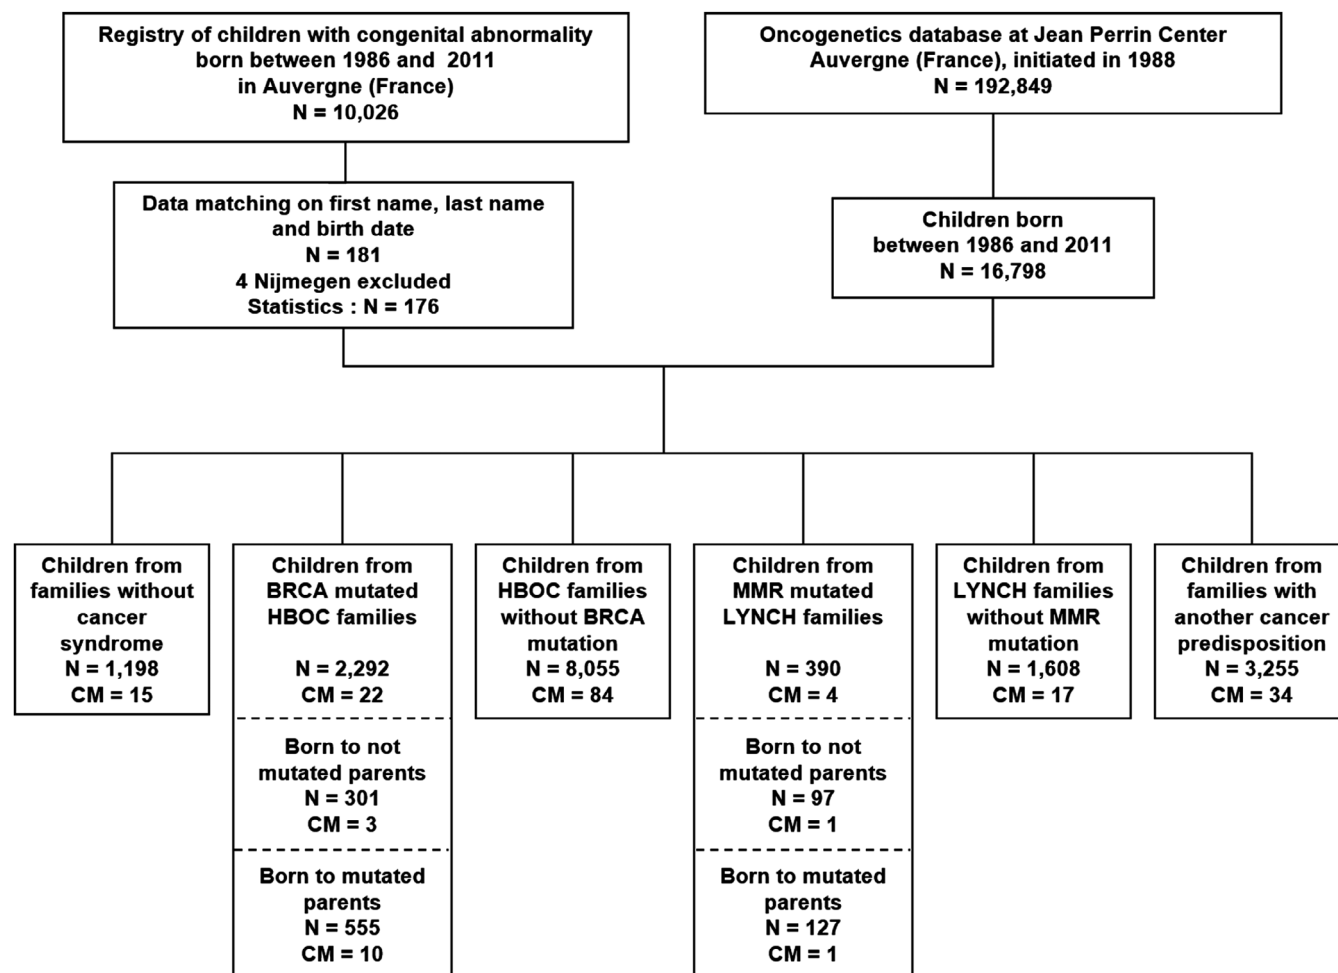 Registry of children with congenital abnormality
born between 1986 and 2011
in Auvergne (France)
N = 10,026
Oncogenetics database at Jean Perrin Center
Auvergne (France), initiated in 1988
N = 192,849
Data matching on first name, last name
and birth date
N = 181
4 Nijmegen excluded
Statistics : N = 176
Children born
between 1986 and 2011
N = 16,798
Children from
families without
cancer
syndrome
N = 1,198
CM = 15
Children from
BRCA mutated
HBOC families
N = 2,292
CM = 22
Born to not
mutated parents
N = 301
CM = 3
Born to mutated
parents
N = 555
CM = 10
Children from
HBOC families
without BRCA
mutation
N = 8,055
CM = 84
Children from
MMR mutated
LYNCH families
N = 390
CM = 4
Born to not
mutated parents
N = 97
CM = 1
Born to mutated
parents
N = 127
CM = 1
Children from
LYNCH families
without MMR
mutation
N = 1,608
CM = 17
Children from
families with
another cancer
predisposition
N = 3,255
CM = 34